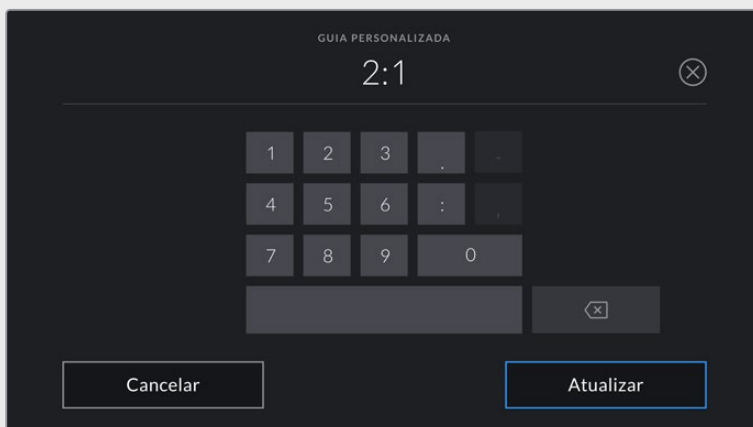 GUIA PERSONALIZADA
2:1
1 2 3 . -
4 5 6 : ,
7 8 9 0
Cancelar Atualizar